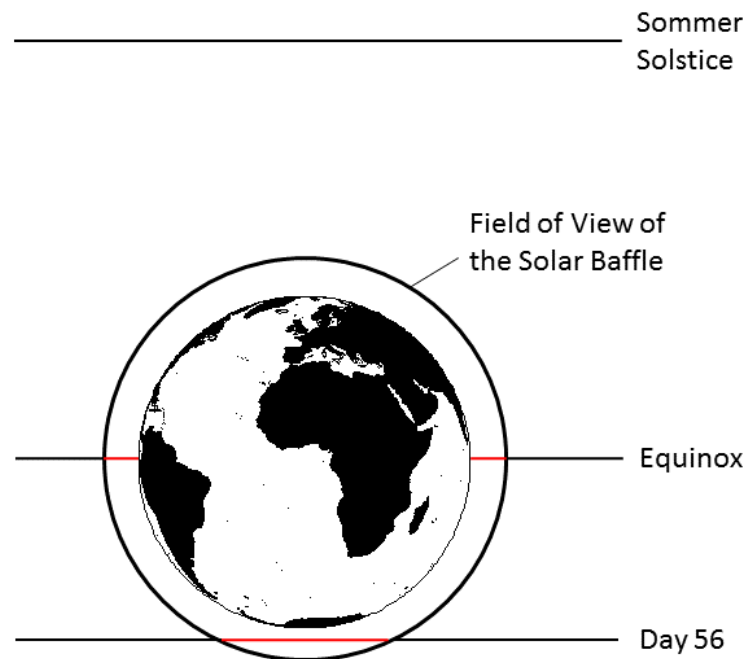 Sommer
Solstice
Field of View of
the Solar Baffle
Equinox
Day 56